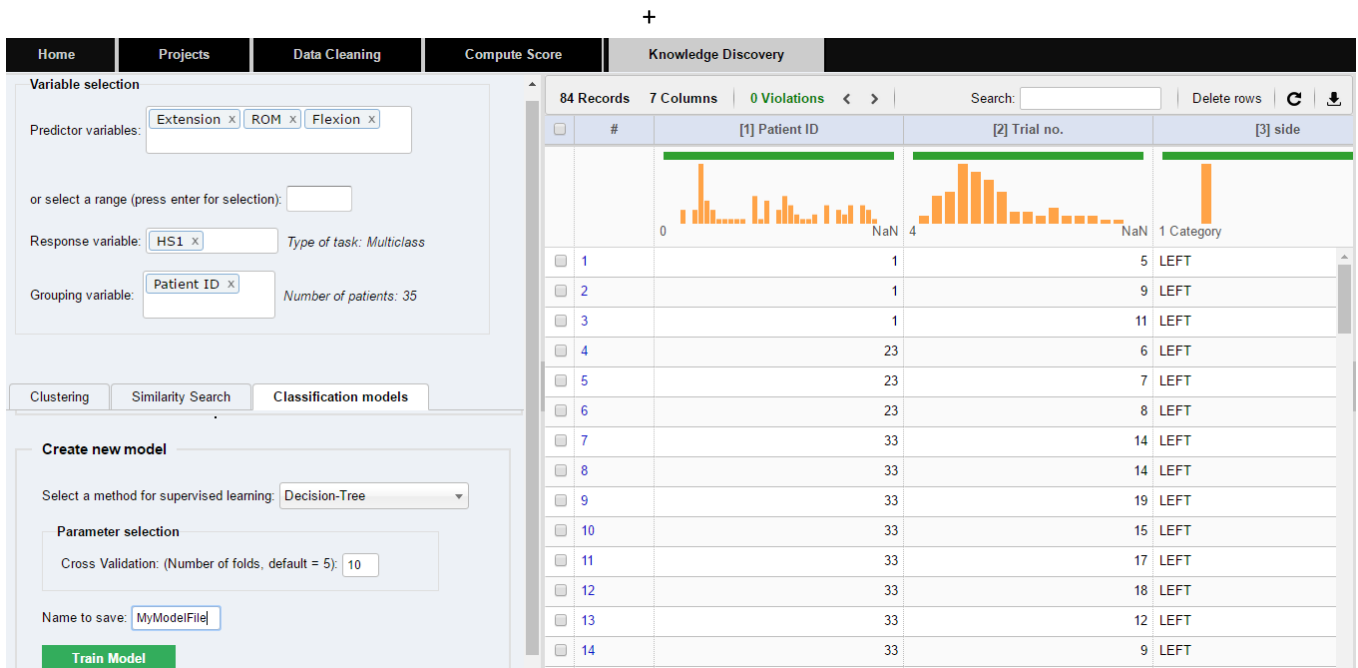 +
Home Projects Data Cleaning Compute Score Knowledge Discovery
Variable selection
Predictor variables: Extension x ROM x Flexion x
or select a range (press enter for selection):
Response variable: HS1 x Type of task: Multiclass
Grouping variable: Patient ID x Number of patients: 35
Clustering Similarity Search Classification models
Create new model
Select a method for supervised learning: Decision-Tree
Parameter selection
Cross Validation: (Number of folds, default = 5): 10
Name to save: MyModelFile
Train Model
84 Records 7 Columns 0 Violations < > Search: Delete rows
# [1] Patient ID [2] Trial no. [3] side
0 NaN 4 NaN 1 Category
1 1 5 LEFT
2 1 9 LEFT
3 1 11 LEFT
4 23 6 LEFT
5 23 7 LEFT
6 23 8 LEFT
7 33 14 LEFT
8 33 14 LEFT
9 33 19 LEFT
10 33 15 LEFT
11 33 17 LEFT
12 33 18 LEFT
13 33 12 LEFT
14 33 9 LEFT